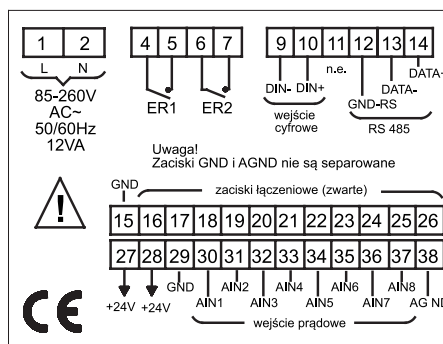 1 2 4 5 6 7 9 10 11 12 13 14
L N ER1 ER2 DIN- DIN+ n.e. GND-RS DATA- DATA+
85-260V
AC~
50/60Hz
12VA
wejście
cyfrowe
RS 485
Uwaga!
Zaciski GND i AGND nie są separowane
GND zaciski łączeniowe (zwarte)
15 16 17 18 19 20 21 22 23 24 25 26
27 28 29 30 31 32 33 34 35 36 37 38
+24V +24V GND AIN1 AIN2 AIN3 AIN4 AIN5 AIN6 AIN7 AIN8 AG ND
wejście prądowe
!
CE